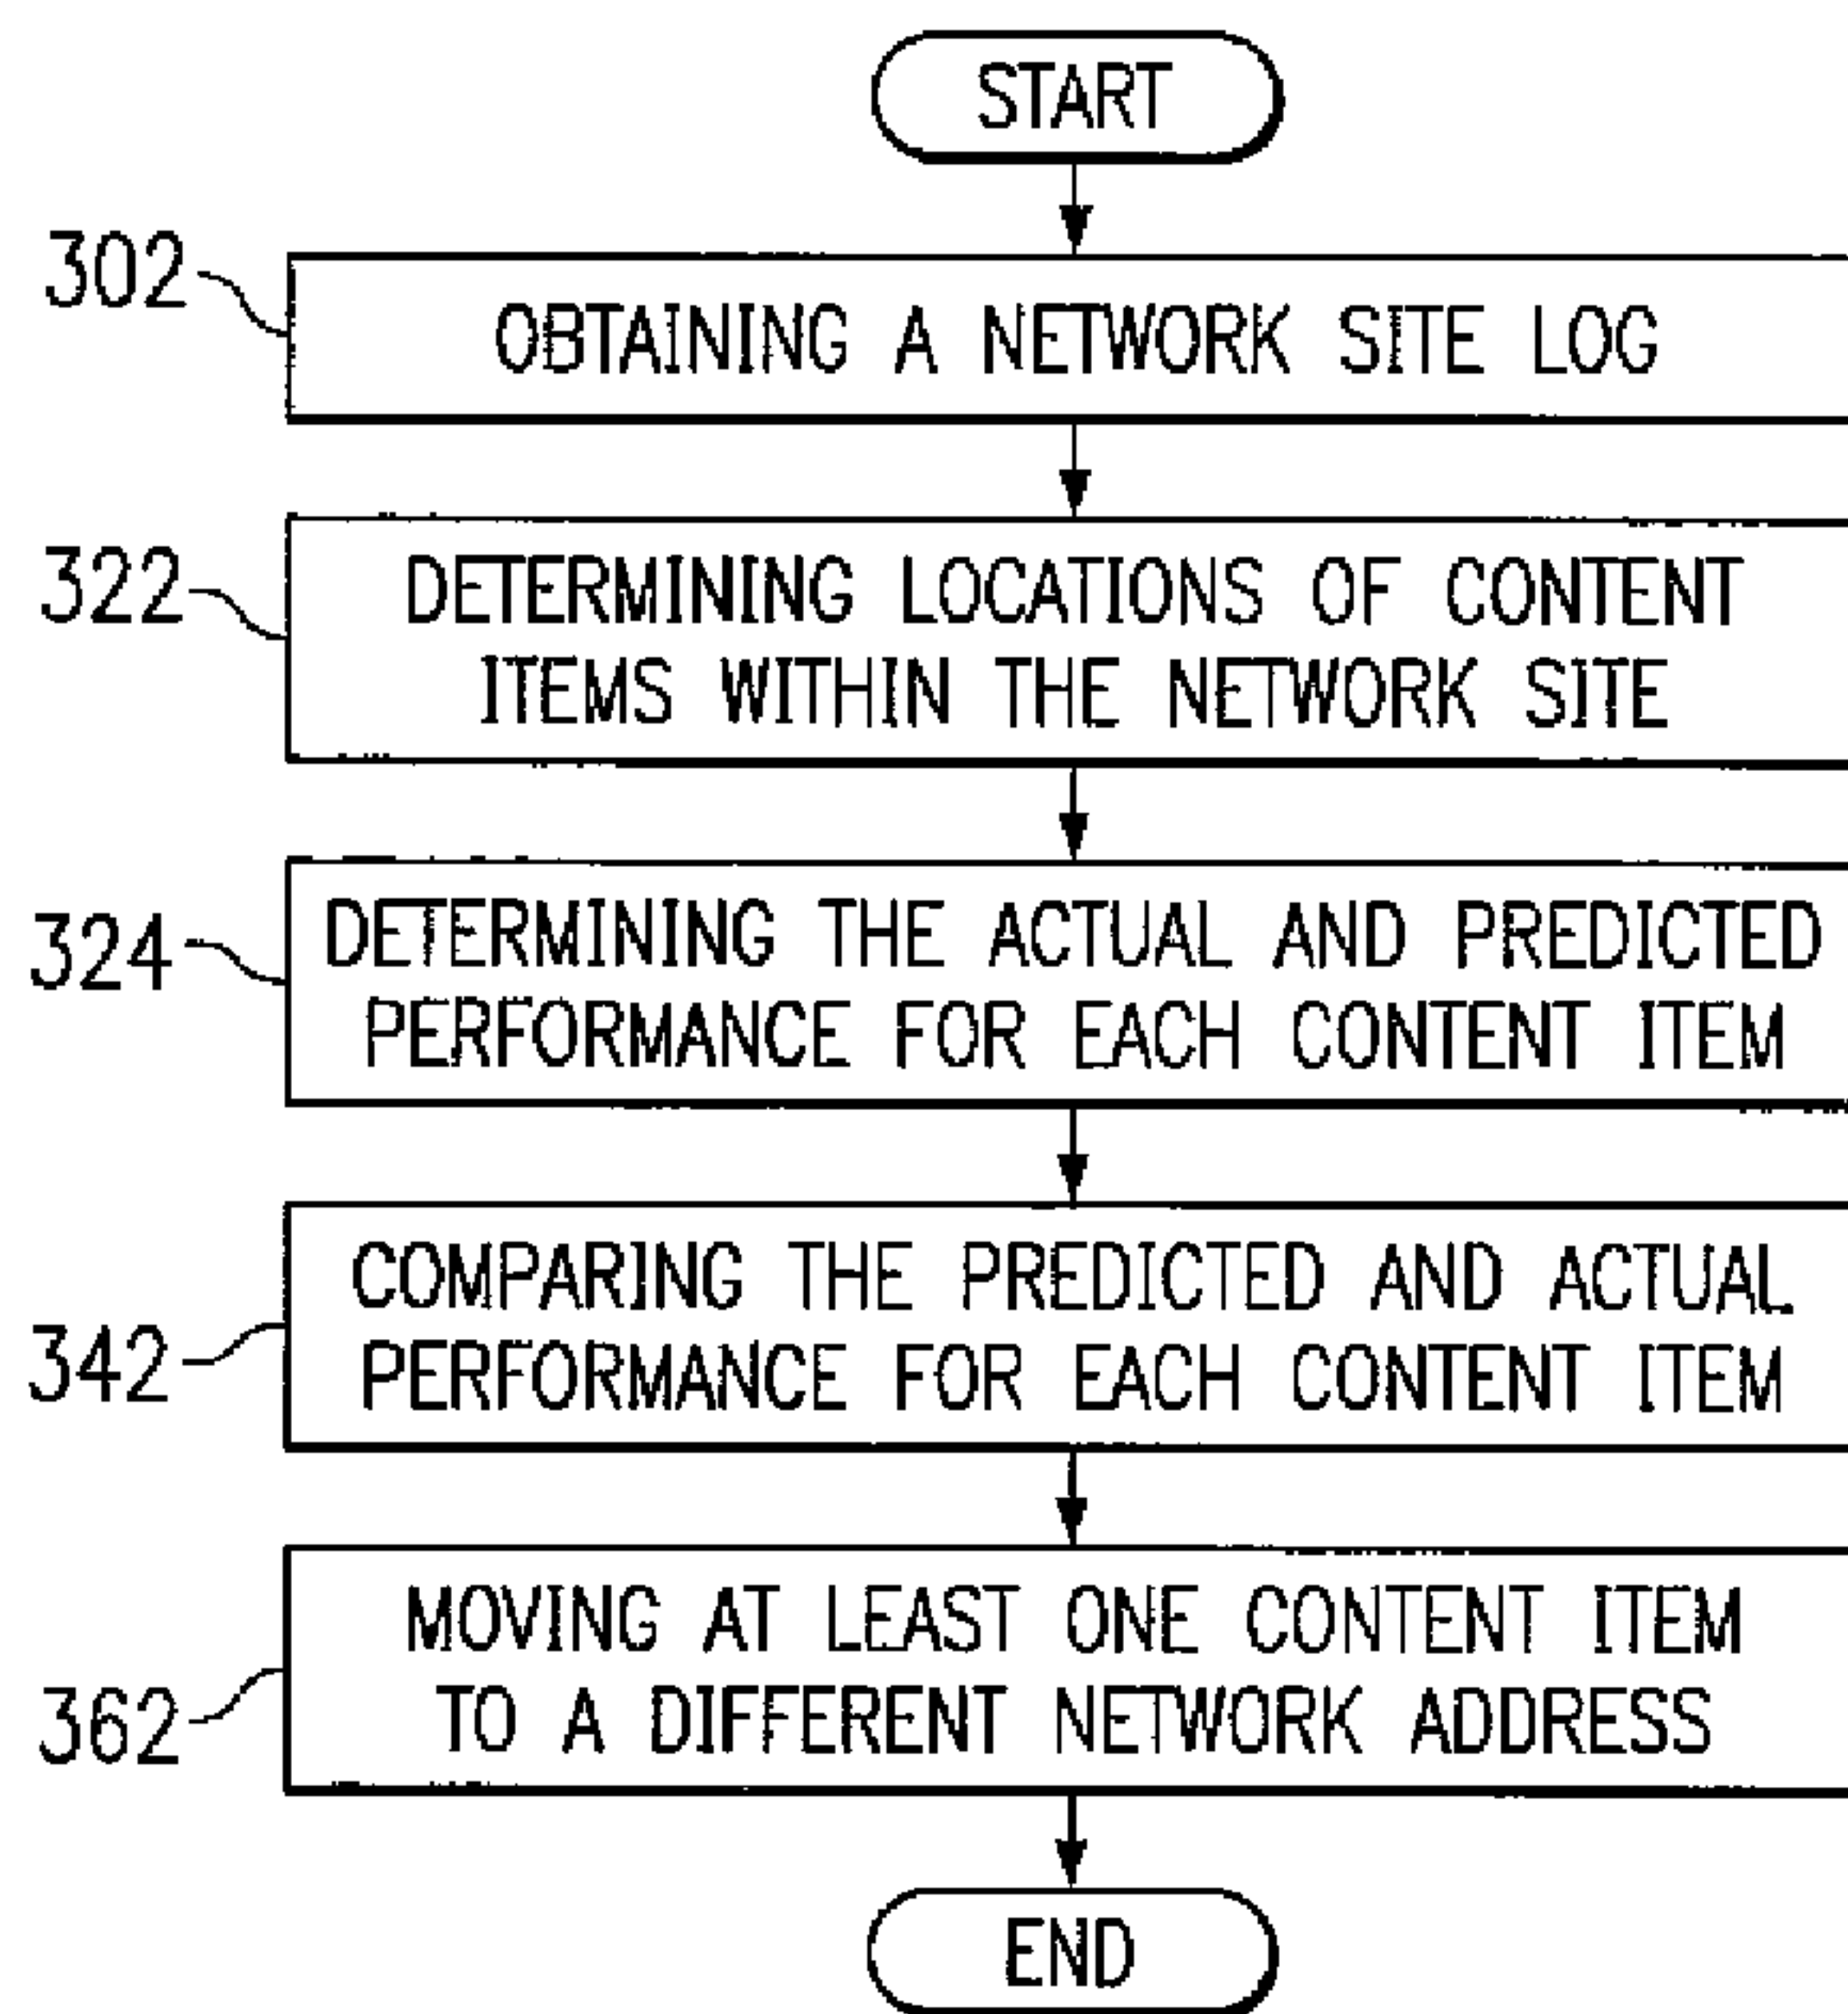 START
302
OBTAINING A NETWORK SITE LOG
322
DETERMINING LOCATIONS OF CONTENT
ITEMS WITHIN THE NETWORK SITE
324
DETERMINING THE ACTUAL AND PREDICTED
PERFORMANCE FOR EACH CONTENT ITEM
342
COMPARING THE PREDICTED AND ACTUAL
PERFORMANCE FOR EACH CONTENT ITEM
362
MOVING AT LEAST ONE CONTENT ITEM
TO A DIFFERENT NETWORK ADDRESS
END